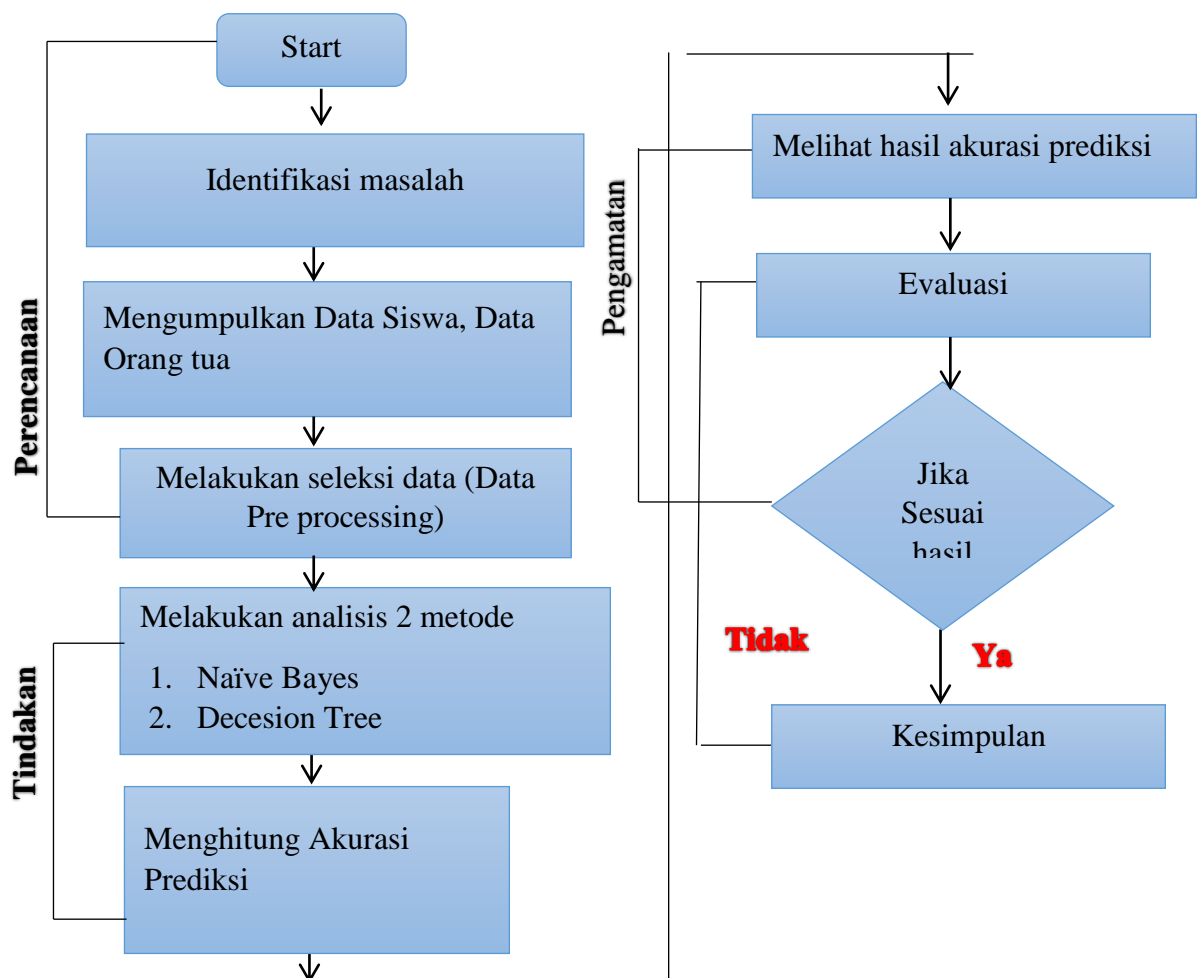 Start
Identifikasi masalah
Mengumpulkan Data Siswa, Data
Orang tua
Melakukan seleksi data (Data
Pre processing)
Perencanaan
Melakukan analisis 2 metode
1. Naïve Bayes
2. Decesion Tree
Menghitung Akurasi
Prediksi
Tindakan
Melihat hasil akurasi prediksi
Pengamatan
Evaluasi
Jika
Sesuai
hasil
Tidak
Ya
Kesimpulan